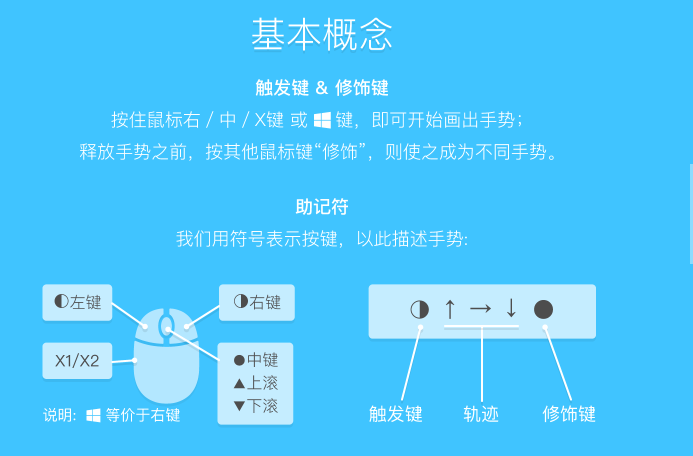 基本概念
触发键 & 修饰键
按住鼠标右 / 中 / X键 或 键，即可开始画出手势；
释放手势之前，按其他鼠标键“修饰”，则使之成为不同手势。
助记符
我们用符号表示按键，以此描述手势:
◐左键
◑右键
X1/X2
●中键
▲上滚
▼下滚
说明: 等价于右键
◑ ↑ → ↓ ●
触发键 轨迹 修饰键